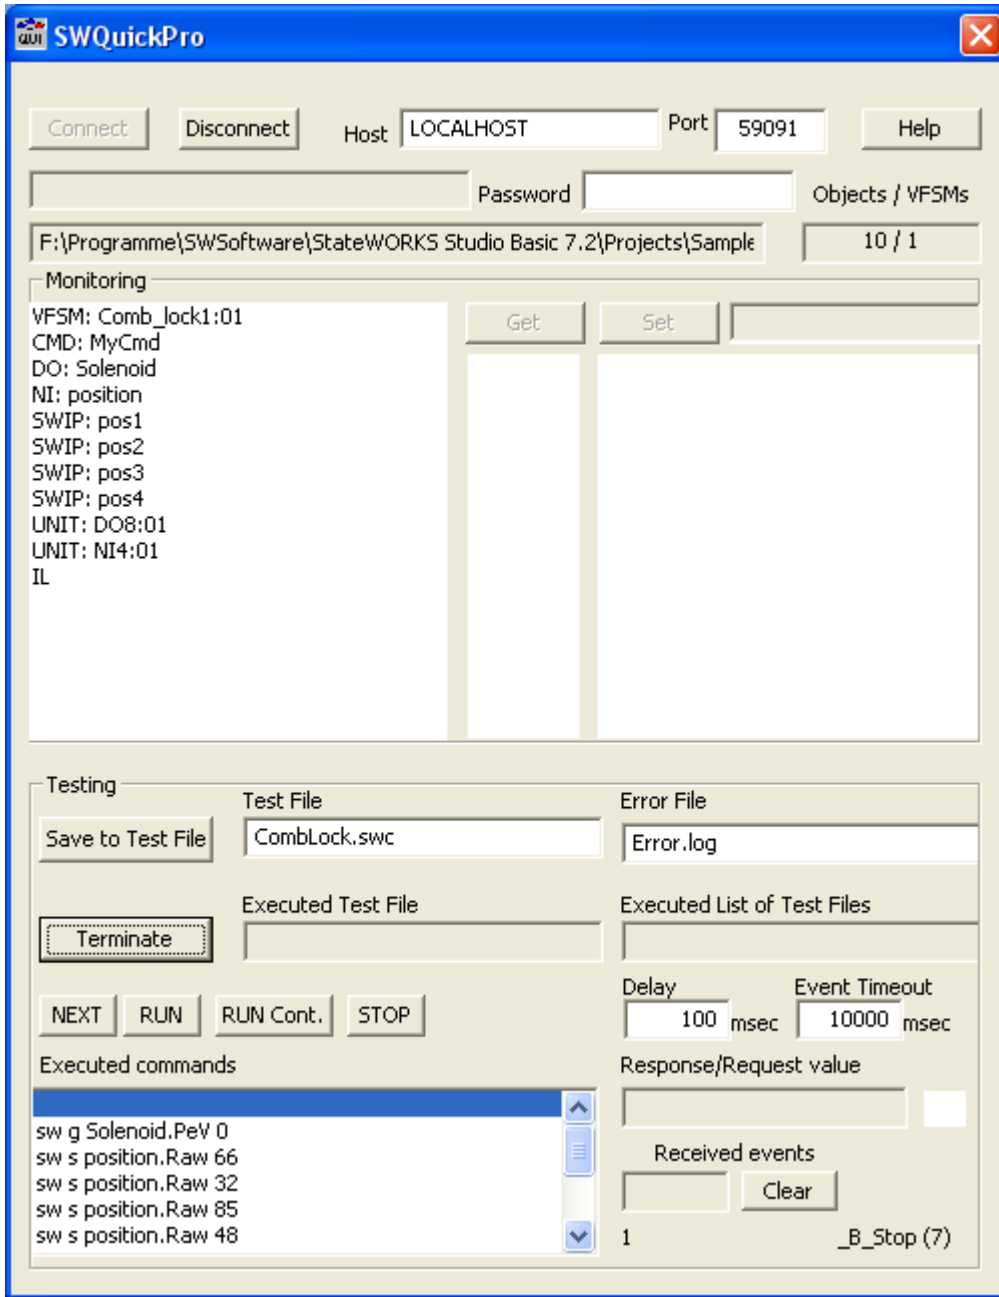 SWQuickPro
Connect Disconnect Host LOCALHOST Port 59091 Help
Password Objects / VFSMs
F:\Programme\SWSoftware\StateWORKS Studio Basic 7.2\Projects\Sample 10 / 1
Monitoring
VFSM: Comb_lock1:01
CMD: MyCmd
DO: Solenoid
NI: position
SWIP: pos1
SWIP: pos2
SWIP: pos3
SWIP: pos4
UNIT: DO8:01
UNIT: NI4:01
IL
Get Set
Testing
Test File Error File
Save to Test File CombLock.swc Error.log
Executed Test File Executed List of Test Files
Terminate
Delay Event Timeout
NEXT RUN RUN Cont. STOP 100 msec 10000 msec
Executed commands Response/Request value
sw g Solenoid.PeV 0
sw s position.Raw 66
sw s position.Raw 32
sw s position.Raw 85
sw s position.Raw 48
Received events
Clear
1 _B_Stop (7)